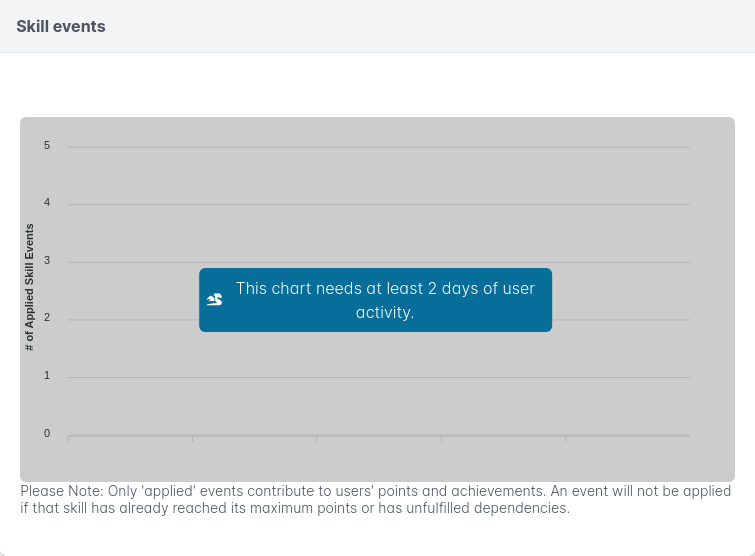 Skill events
5
4
3
2
1
0
# of Applied Skill Events
This chart needs at least 2 days of user
activity.
Please Note: Only 'applied' events contribute to users' points and achievements. An event will not be applied
if that skill has already reached its maximum points or has unfulfilled dependencies.